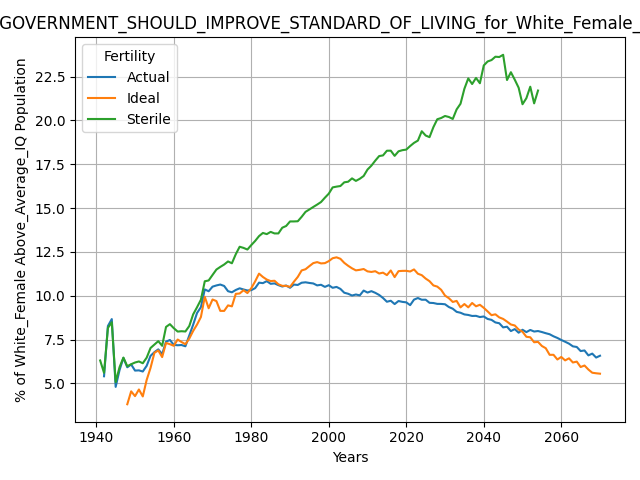 GOVERNMENT_SHOULD_IMPROVE_STANDARD_OF_LIVING_for_White_Female_
Fertility
Actual
Ideal
Sterile
% of White_Female Above_Average_IQ Population
22.5
20.0
17.5
15.0
12.5
10.0
7.5
5.0
1940 1960 1980 2000 2020 2040 2060
Years